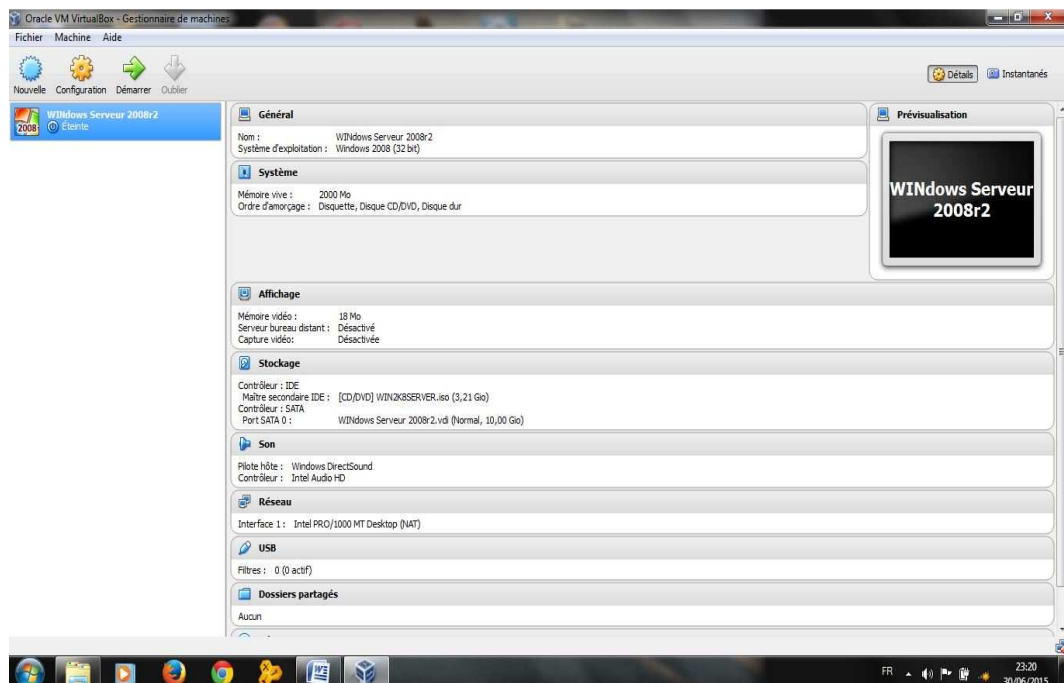 Oracle VM VirtualBox - Gestionnaire de machines
Fichier Machine Aide
Nouvelle Configuration Démarrer Oublier
Détails Instantanés
WINdows Serveur 2008r2
2008
Éteinte
Général
Nom : WINdows Serveur 2008r2
Système d'exploitation : Windows 2008 (32 bit)
Système
Mémoire vive : 2000 Mo
Ordre d'amorçage : Disquette, Disque CD/DVD, Disque dur
Prévisualisation
WINdows Serveur
2008r2
Affichage
Mémoire vidéo : 18 Mo
Serveur bureau distant : Désactivé
Capture vidéo: Désactivée
Stockage
Contrôleur : IDE
Maître secondaire IDE : [CD/DVD] WIN2K8SERVER.iso (3,21 Gio)
Contrôleur : SATA
Port SATA 0 : WINdows Serveur 2008r2.vdi (Normal, 10,00 Gio)
Son
Pilote hôte : Windows DirectSound
Contrôleur : Intel Audio HD
Réseau
Interface 1 : Intel PRO/1000 MT Desktop (NAT)
USB
Filtres : 0 (0 actif)
Dossiers partagés
Aucun
FR
23:20
30/06/2015